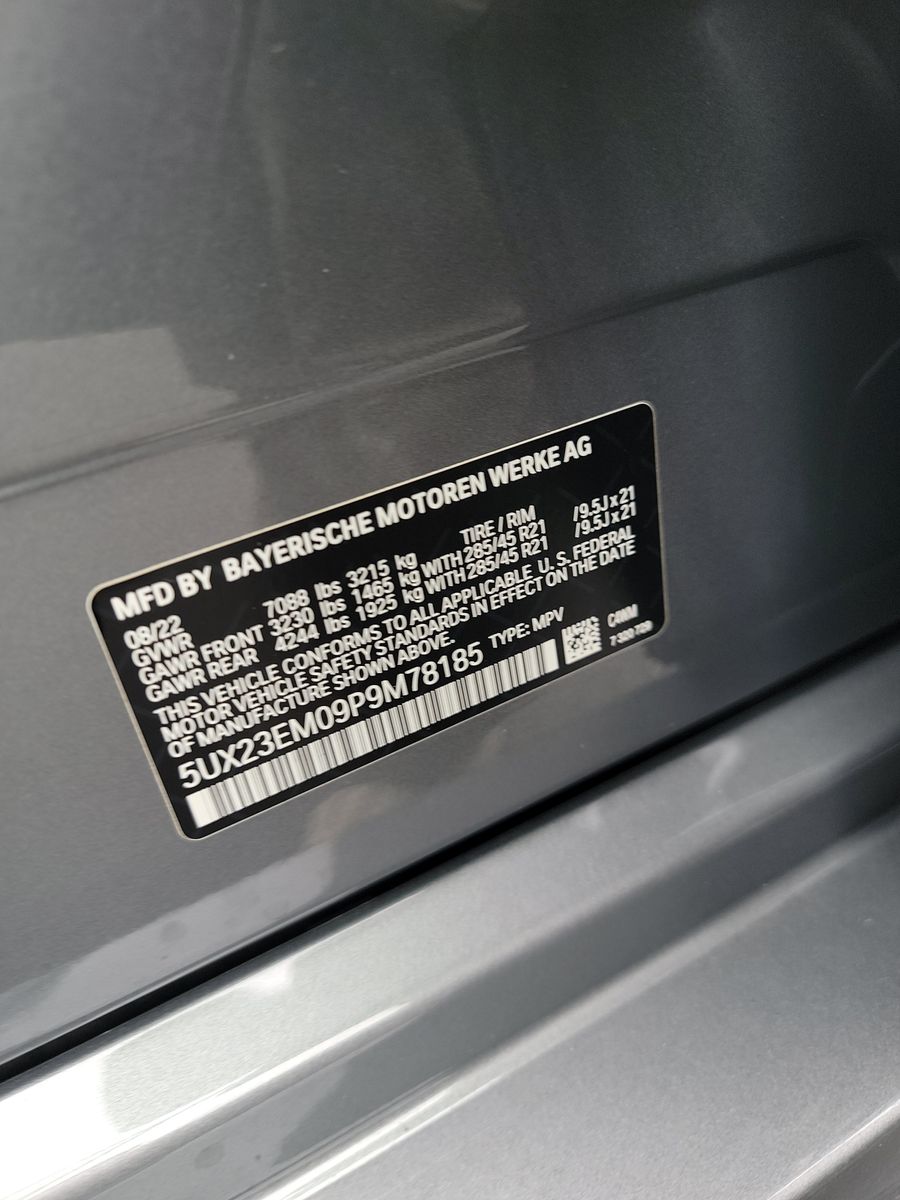 MFD BY BAYERISCHE MOTOREN WERKE AG
08/22
GVWR 7088 lbs 3215 kg TIRE / RIM
GAWR FRONT 3230 lbs 1465 kg WITH 285/45 R21 /9.5J x 21
GAWR REAR 4244 lbs 1925 kg WITH 285/45 R21 /9.5J x 21
THIS VEHICLE CONFORMS TO ALL APPLICABLE U. S. FEDERAL
MOTOR VEHICLE SAFETY STANDARDS IN EFFECT ON THE DATE
OF MANUFACTURE SHOWN ABOVE. TYPE: MPV
5UX23EM09P9M78185